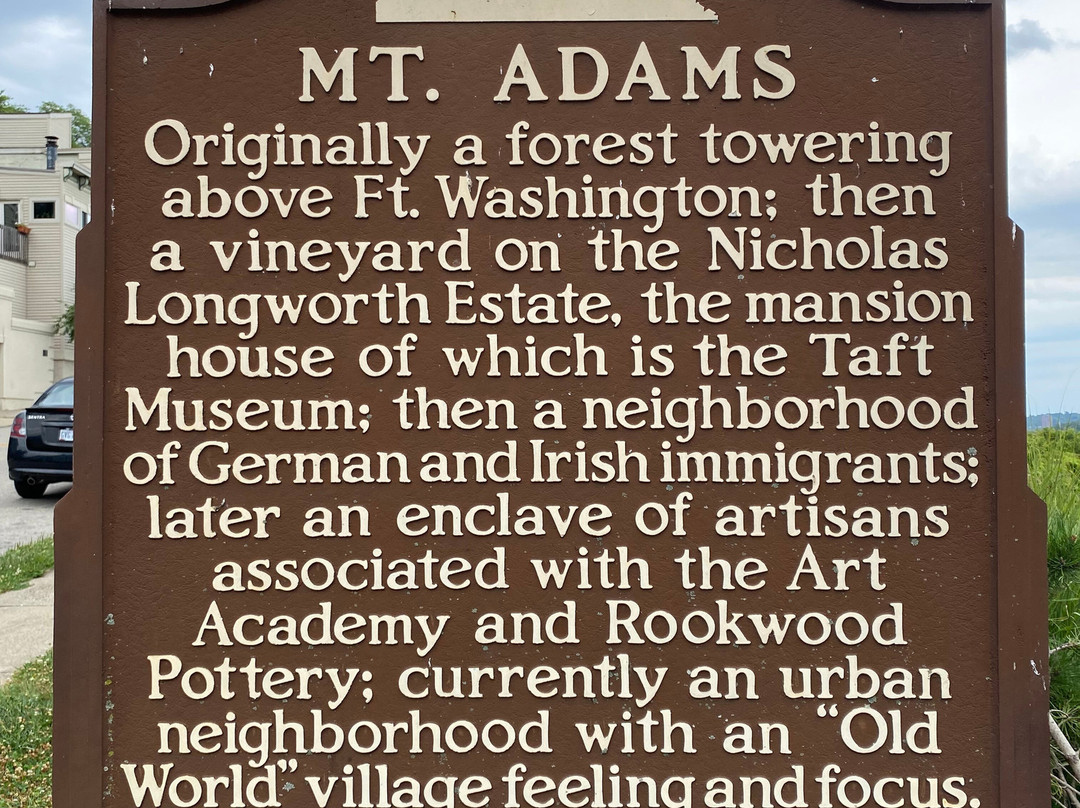 MT. ADAMS
Originally a forest towering
above Ft. Washington; then
a vineyard on the Nicholas
Longworth Estate, the mansion
house of which is the Taft
Museum; then a neighborhood
of German and Irish immigrants;
later an enclave of artisans
associated with the Art
Academy and Rookwood
Pottery; currently an urban
neighborhood with an “Old
World” village feeling and focus.